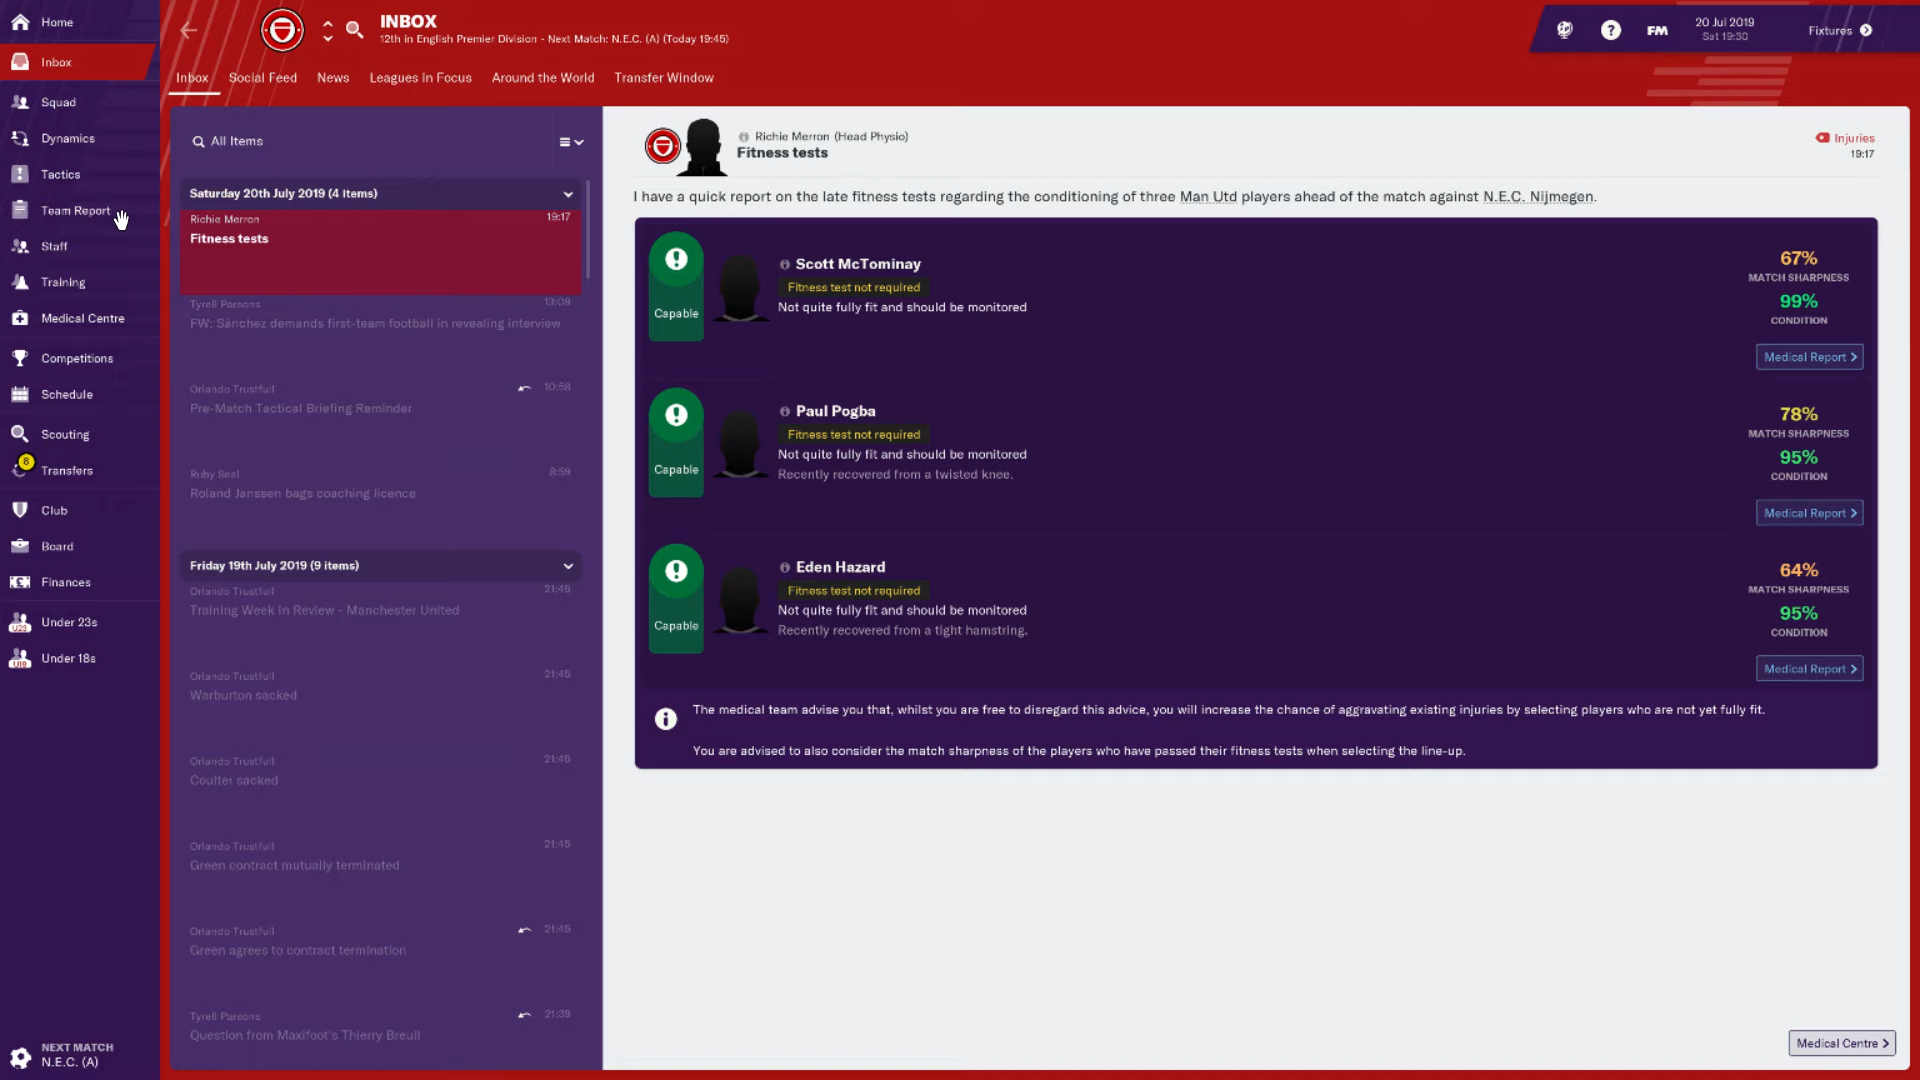 Home
Inbox
Squad
Dynamics
Tactics
Team Report
Staff
Training
Medical Centre
Competitions
Schedule
Scouting
6
Transfers
Club
Board
Finances
U23
Under 23s
U18
Under 18s
NEXT MATCH
N.E.C. (A)
INBOX
12th in English Premier Division - Next Match: N.E.C. (A) (Today 19:45)
?
FM
20 Jul 2019
Sat 19:30
Fixtures
Inbox
Social Feed
News
Leagues In Focus
Around the World
Transfer Window
All Items
Saturday 20th July 2019 (4 Items)
Richie Merron 19:17
Fitness tests
Tyrell Parsons 13:09
FW: Sánchez demands first-team football in revealing interview
Orlando Trustfull 10:58
Pre-Match Tactical Briefing Reminder
Ruby Seal 8:59
Roland Janssen bags coaching licence
Friday 19th July 2019 (9 items)
Orlando Trustfull 21:45
Training Week In Review - Manchester United
Orlando Trustfull 21:45
Warburton sacked
Orlando Trustfull 21:45
Coulter sacked
Orlando Trustfull 21:45
Green contract mutually terminated
Orlando Trustfull 21:45
Green agrees to contract termination
Tyrell Parsons 21:39
Question from Maxifoot's Thierry Breuil
Richie Merron (Head Physio)
Fitness tests
Injuries
19:17
I have a quick report on the late fitness tests regarding the conditioning of three Man Utd players ahead of the match against N.E.C. Nijmegen.
Capable
Scott McTominay
Fitness test not required
Not quite fully fit and should be monitored
67%
MATCH SHARPNESS
99%
CONDITION
Medical Report
Capable
Paul Pogba
Fitness test not required
Not quite fully fit and should be monitored
Recently recovered from a twisted knee.
78%
MATCH SHARPNESS
95%
CONDITION
Medical Report
Capable
Eden Hazard
Fitness test not required
Not quite fully fit and should be monitored
Recently recovered from a tight hamstring.
64%
MATCH SHARPNESS
95%
CONDITION
Medical Report
The medical team advise you that, whilst you are free to disregard this advice, you will increase the chance of aggravating existing injuries by selecting players who are not yet fully fit.
You are advised to also consider the match sharpness of the players who have passed their fitness tests when selecting the line-up.
Medical Centre